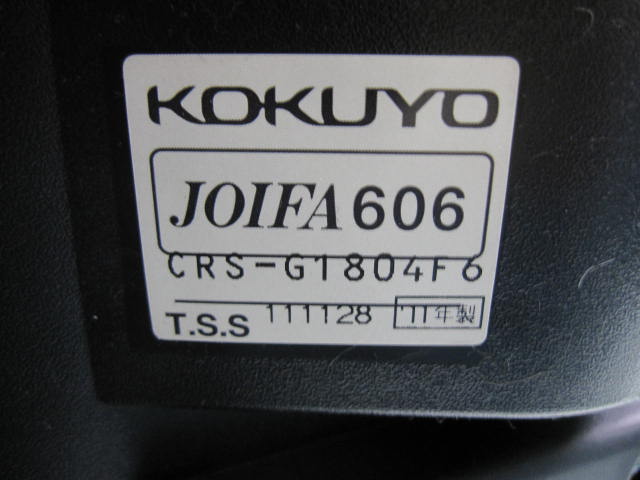 KOKUYO
JOIFA 606
CRS-G1804F6
T.S.S 111128 '11年製